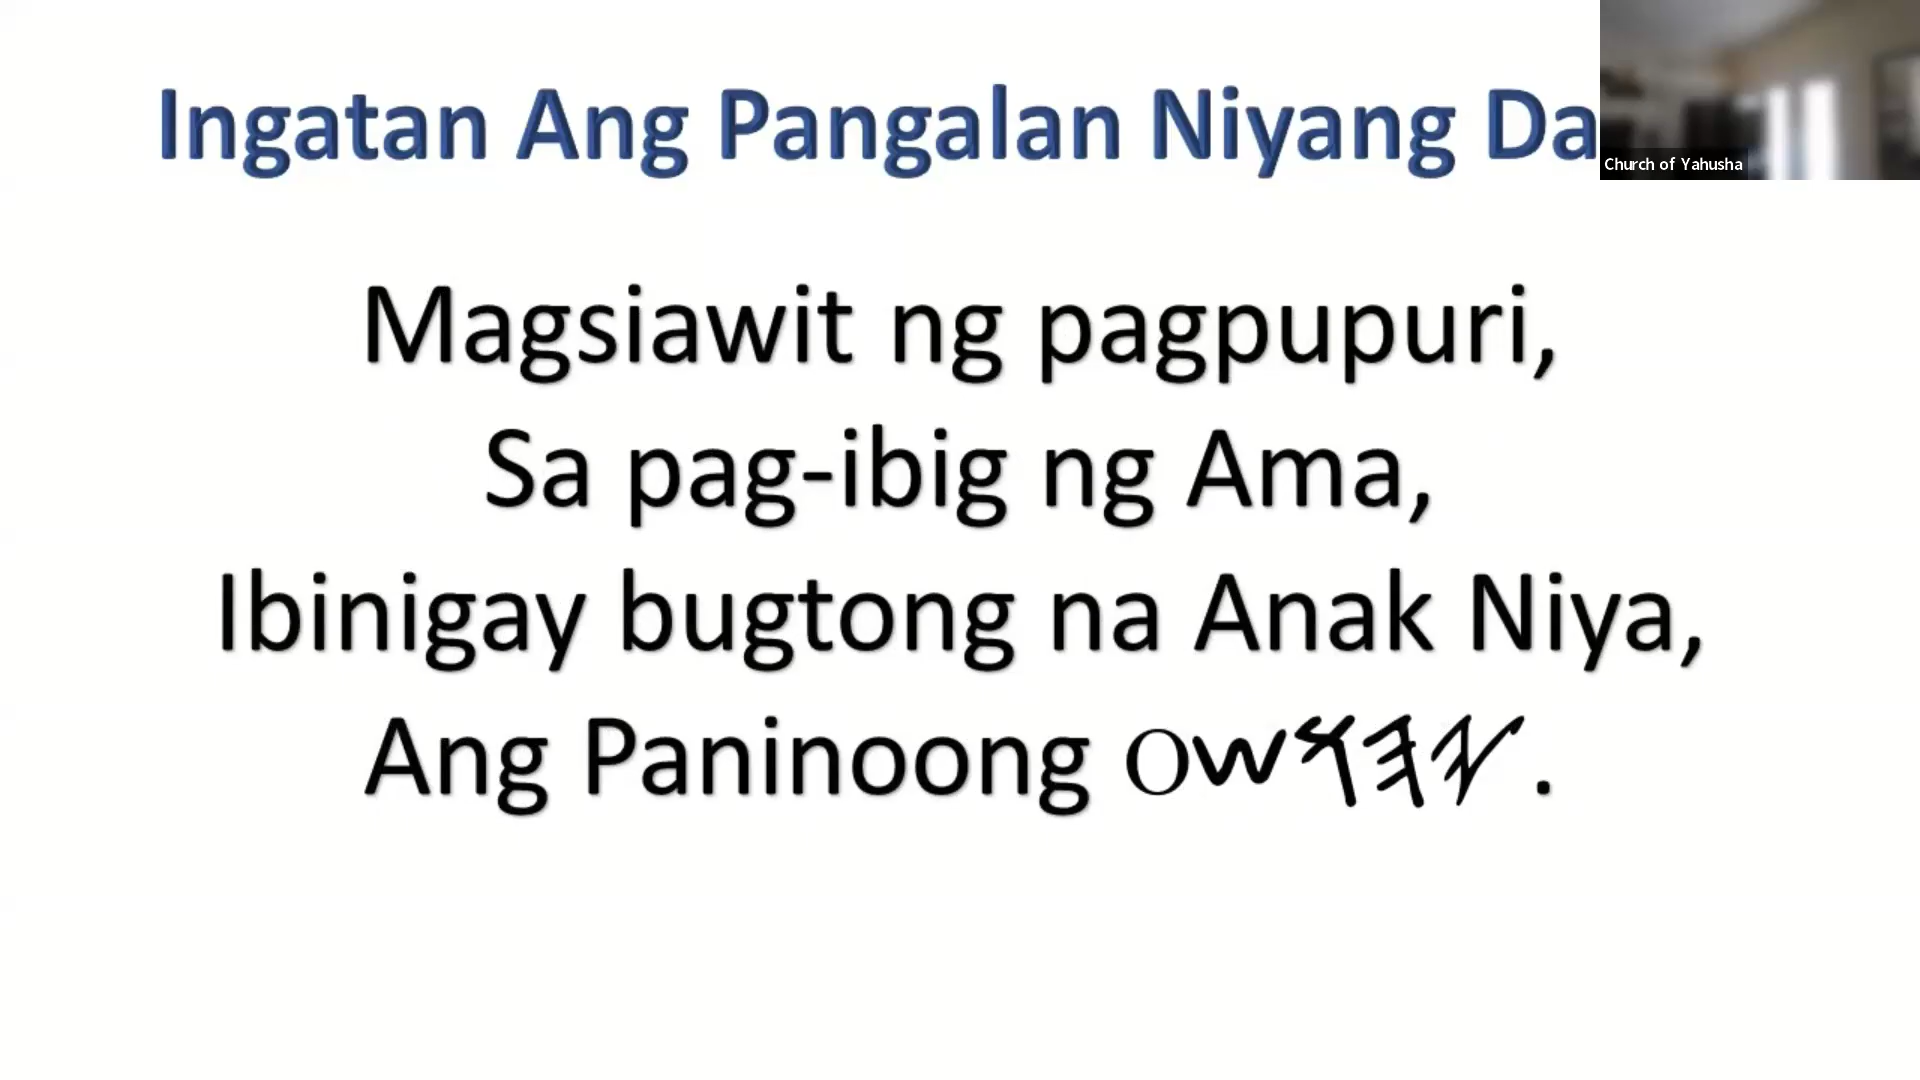 Ingatan Ang Pangalan Niyang Da
Church of Yahusha
Magsiawit ng pagpupuri,
Sa pag-ibig ng Ama,
Ibinigay bugtong na Anak Niya,
Ang Paninoong 𐤉𐤄𐤅𐤔𐤏.